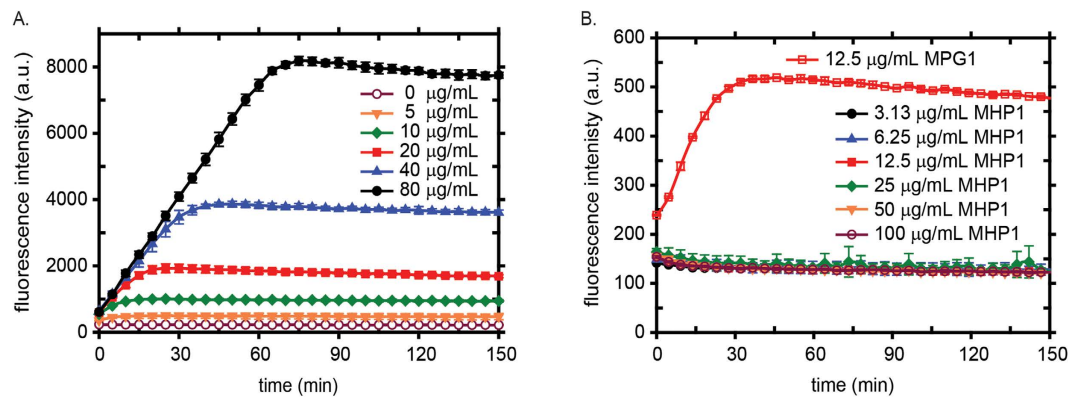 A.
fluorescence intensity (a.u.)
8000
6000
4000
2000
0
0 μg/mL
5 μg/mL
10 μg/mL
20 μg/mL
40 μg/mL
80 μg/mL
0 30 60 90 120 150
time (min)
B.
fluorescence intenisty (a.u.)
600
500
400
300
200
100
0
12.5 μg/mL MPG1
3.13 μg/mL MHP1
6.25 μg/mL MHP1
12.5 μg/mL MHP1
25 μg/mL MHP1
50 μg/mL MHP1
100 μg/mL MHP1
0 30 60 90 120 150
time (min)